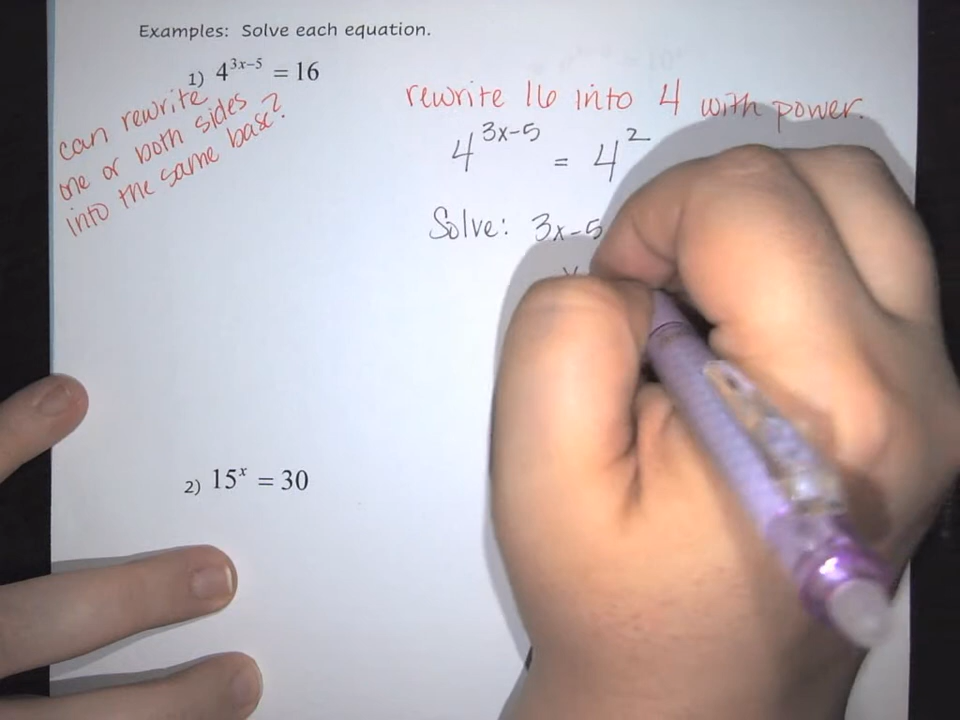 Examples: Solve each equation.
1) 4^{3x-5} = 16
can rewrite
one or both sides
into the same base?
rewrite 16 into 4 with power.
4^{3x-5} = 4^2
Solve: 3x-5
2) 15^x = 30